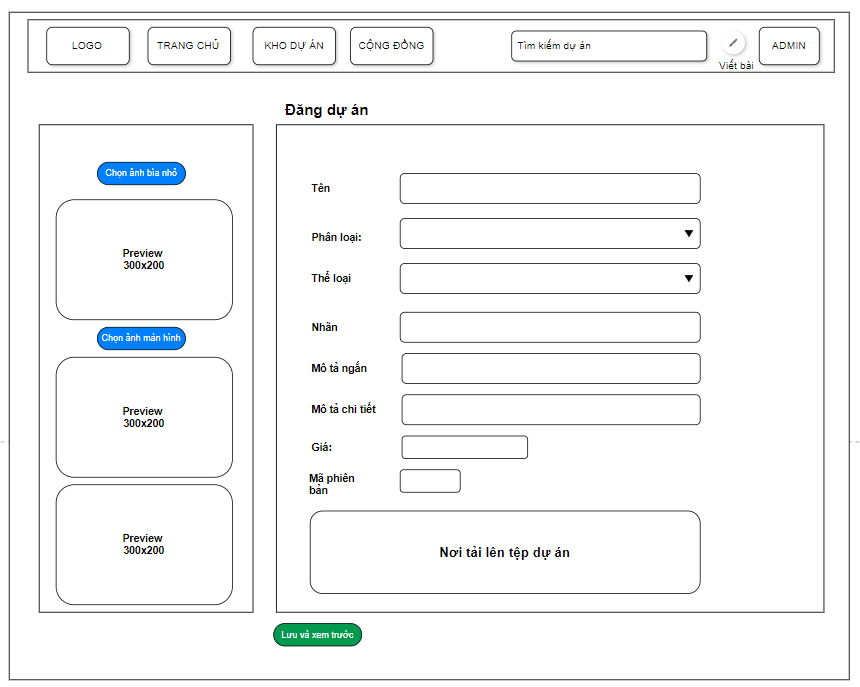 LOGO
TRANG CHỦ
KHO DỰ ÁN
CỘNG ĐỒNG
Tìm kiếm dự án
Viết bài
ADMIN
Đăng dự án
Chọn ảnh bìa nhỏ
Preview
300x200
Chọn ảnh màn hình
Preview
300x200
Preview
300x200
Tên
Phân loại:
Thể loại
Nhãn
Mô tả ngắn
Mô tả chi tiết
Giá:
Mã phiên
bản
Nơi tải lên tệp dự án
Lưu và xem trước